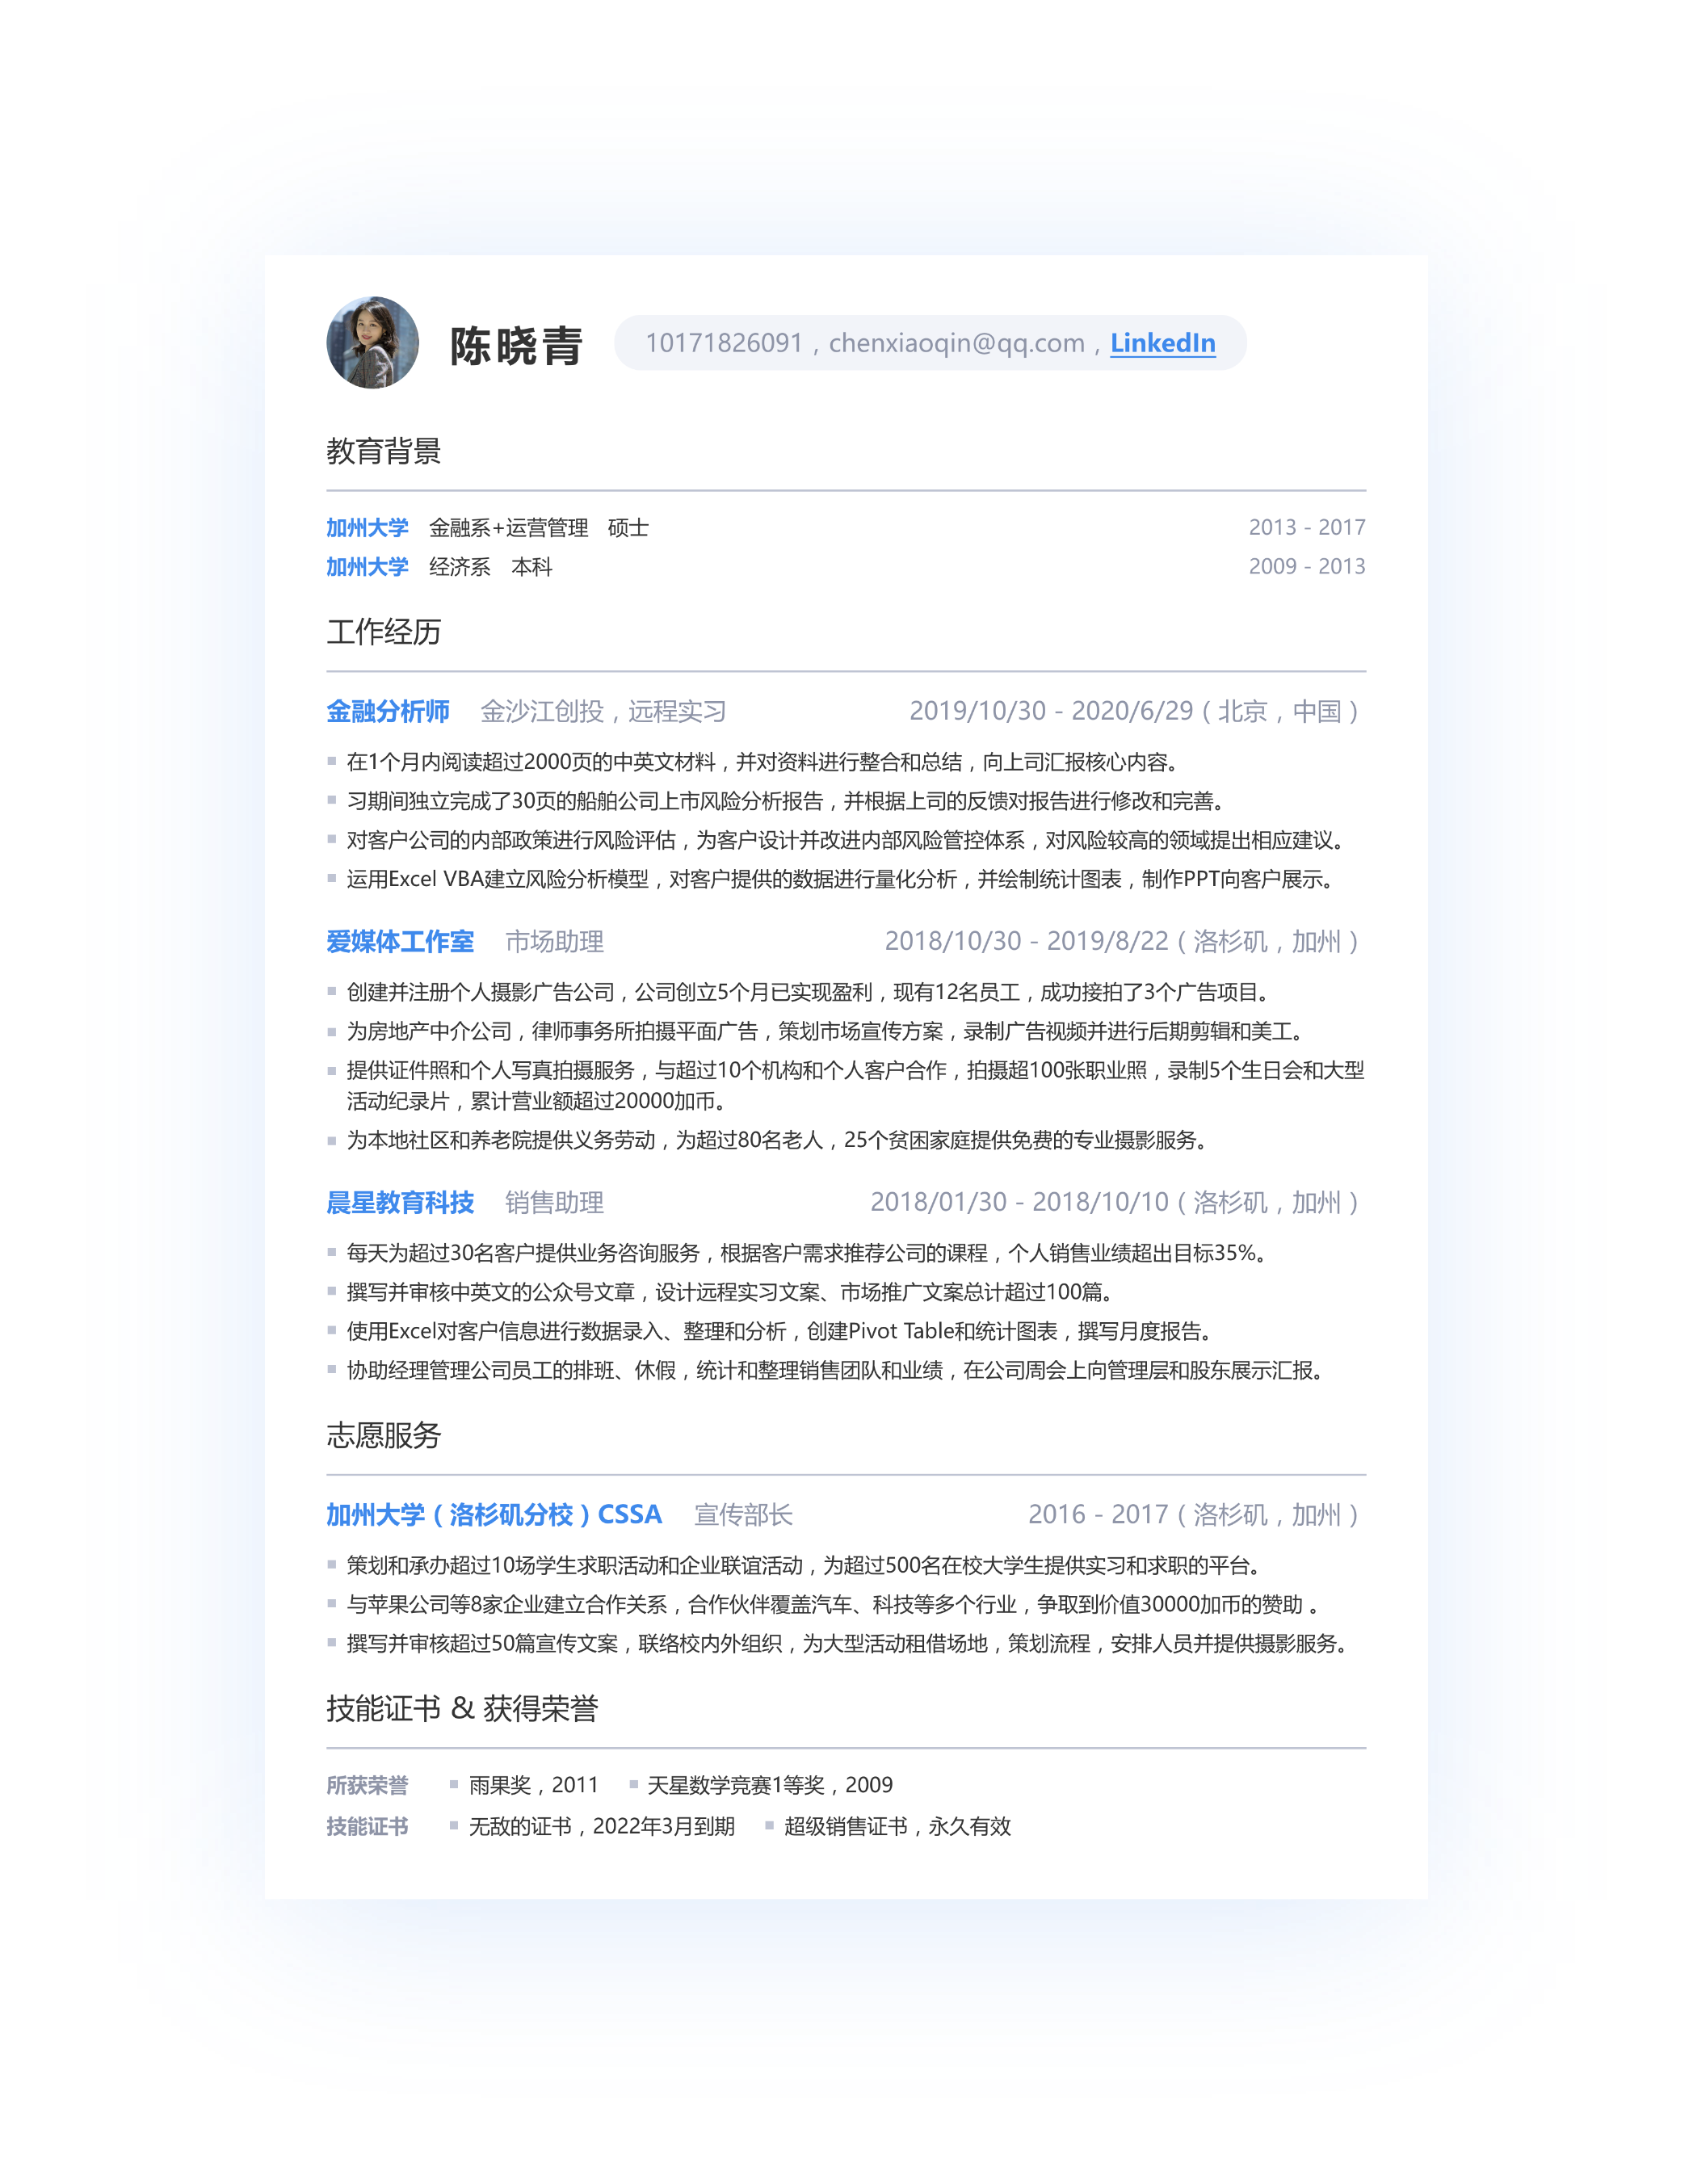 陈晓青 10171826091，chenxiaoqin@qq.com，LinkedIn
教育背景
加州大学 金融系+运营管理 硕士 2013 - 2017
加州大学 经济系 本科 2009 - 2013
工作经历
金融分析师 金沙江创投，远程实习 2019/10/30 - 2020/6/29（北京，中国）
在1个月内阅读超过2000页的中英文材料，并对资料进行整合和总结，向上司汇报核心内容。
习期间独立完成了30页的船舶公司上市风险分析报告，并根据上司的反馈对报告进行修改和完善。
对客户公司的内部政策进行风险评估，为客户设计并改进内部风险管控体系，对风险较高的领域提出相应建议。
运用Excel VBA建立风险分析模型，对客户提供的数据进行量化分析，并绘制统计图表，制作PPT向客户展示。
爱媒体工作室 市场助理 2018/10/30 - 2019/8/22（洛杉矶，加州）
创建并注册个人摄影广告公司，公司创立5个月已实现盈利，现有12名员工，成功接拍了3个广告项目。
为房地产中介公司，律师事务所拍摄平面广告，策划市场宣传方案，录制广告视频并进行后期剪辑和美工。
提供证件照和个人写真拍摄服务，与超过10个机构和个人客户合作，拍摄超100张职业照，录制5个生日会和大型
活动纪录片，累计营业额超过20000加币。
为本地社区和养老院提供义务劳动，为超过80名老人，25个贫困家庭提供免费的专业摄影服务。
晨星教育科技 销售助理 2018/01/30 - 2018/10/10（洛杉矶，加州）
每天为超过30名客户提供业务咨询服务，根据客户需求推荐公司的课程，个人销售业绩超出目标35%。
撰写并审核中英文的公众号文章，设计远程实习文案、市场推广文案总计超过100篇。
使用Excel对客户信息进行数据录入、整理和分析，创建Pivot Table和统计图表，撰写月度报告。
协助经理管理公司员工的排班、休假，统计和整理销售团队和业绩，在公司周会上向管理层和股东展示汇报。
志愿服务
加州大学（洛杉矶分校）CSSA 宣传部长 2016 - 2017（洛杉矶，加州）
策划和承办超过10场学生求职活动和企业联谊活动，为超过500名在校大学生提供实习和求职的平台。
与苹果公司等8家企业建立合作关系，合作伙伴覆盖汽车、科技等多个行业，争取到价值30000加币的赞助 。
撰写并审核超过50篇宣传文案，联络校内外组织，为大型活动租借场地，策划流程，安排人员并提供摄影服务。
技能证书 & 获得荣誉
所获荣誉 雨果奖，2011 天星数学竞赛1等奖，2009
技能证书 无敌的证书，2022年3月到期 超级销售证书，永久有效